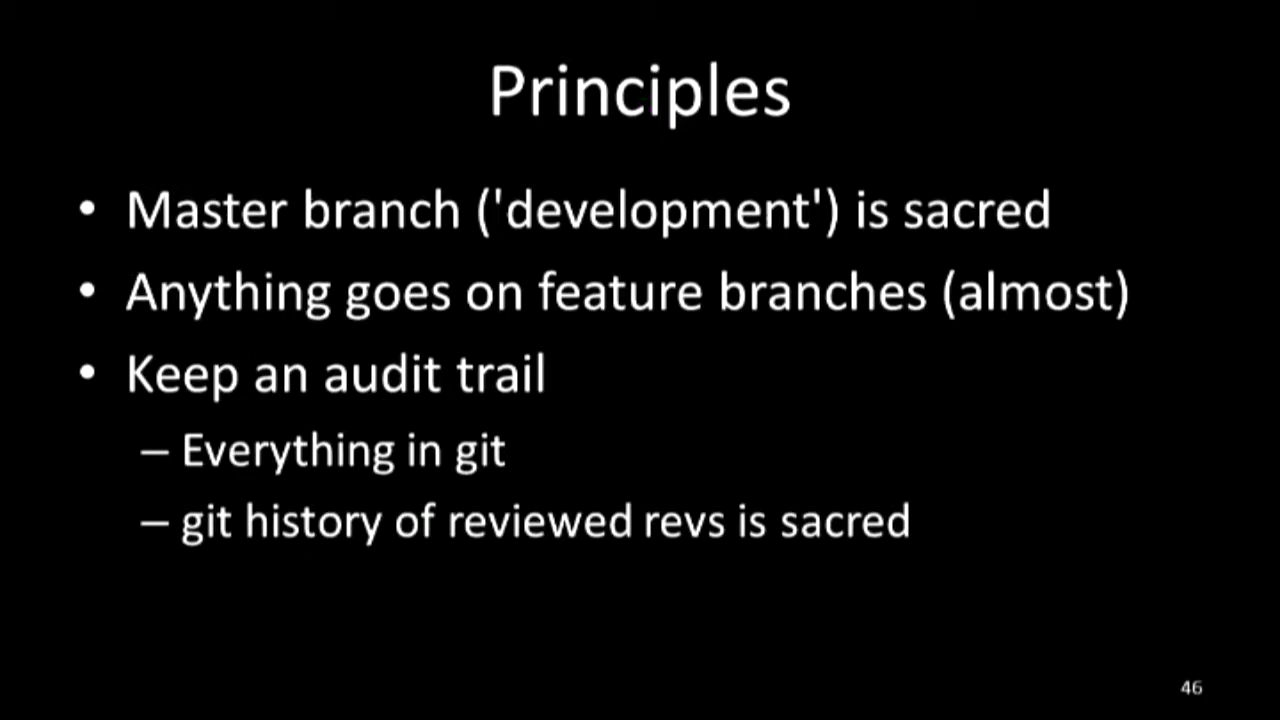 Principles
• Master branch ('development') is sacred
• Anything goes on feature branches (almost)
• Keep an audit trail
– Everything in git
– git history of reviewed revs is sacred
46